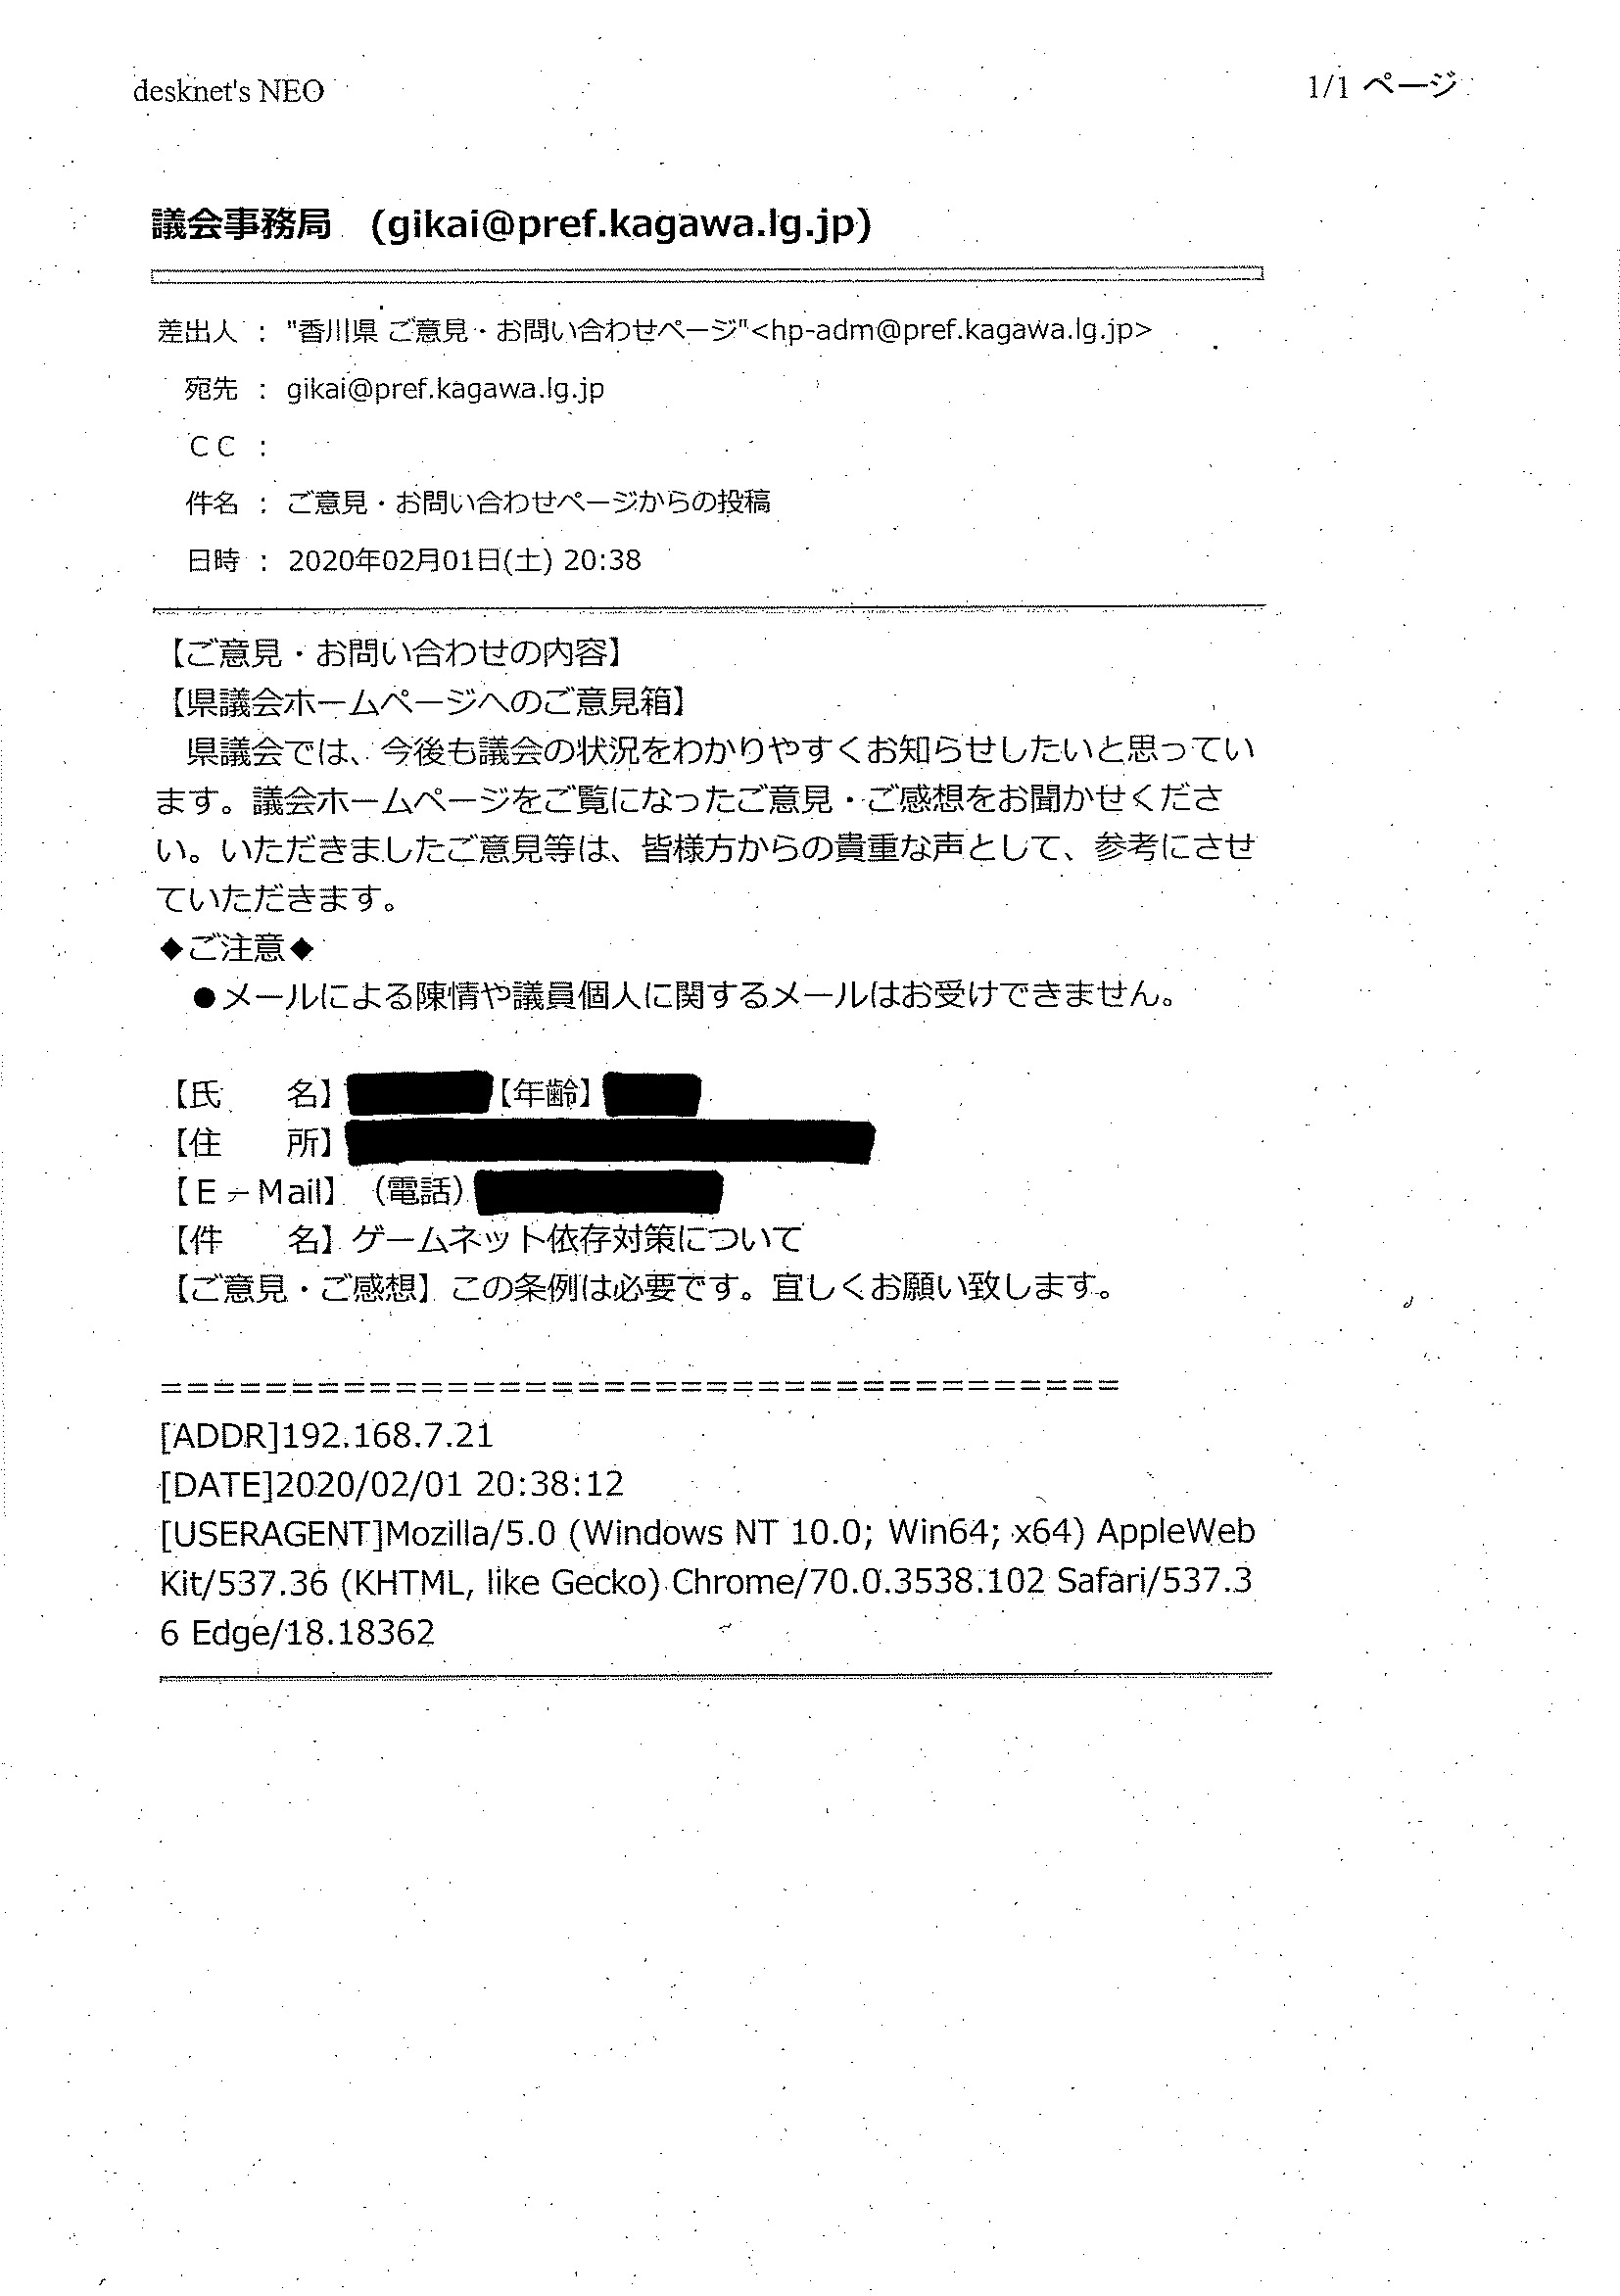 desknet's NEO
1/1 ページ
議会事務局 (gikai@pref.kagawa.lg.jp)
差出人 : "香川県 ご意見・お問い合わせページ"<hp-adm@pref.kagawa.lg.jp>
宛先 : gikai@pref.kagawa.lg.jp
CC :
件名 : ご意見・お問い合わせページからの投稿
日時 : 2020年02月01日(土) 20:38
【ご意見・お問い合わせの内容】
【県議会ホームページへのご意見箱】
県議会では、今後も議会の状況をわかりやすくお知らせしたいと思ってい
ます。議会ホームページをご覧になったご意見・ご感想をお聞かせくださ
い。いただきましたご意見等は、皆様方からの貴重な声として、参考にさせ
ていただきます。
◆ご注意◆
●メールによる陳情や議員個人に関するメールはお受けできません。
【氏　　名】【年齢】
【住　　所】
【E-Mail】（電話）
【件　　名】ゲームネット依存対策について
【ご意見・ご感想】この条例は必要です。宜しくお願い致します。
=====================================
[ADDR]192.168.7.21
[DATE]2020/02/01 20:38:12
[USERAGENT]Mozilla/5.0 (Windows NT 10.0; Win64; x64) AppleWeb
Kit/537.36 (KHTML, like Gecko) Chrome/70.0.3538.102 Safari/537.3
6 Edge/18.18362